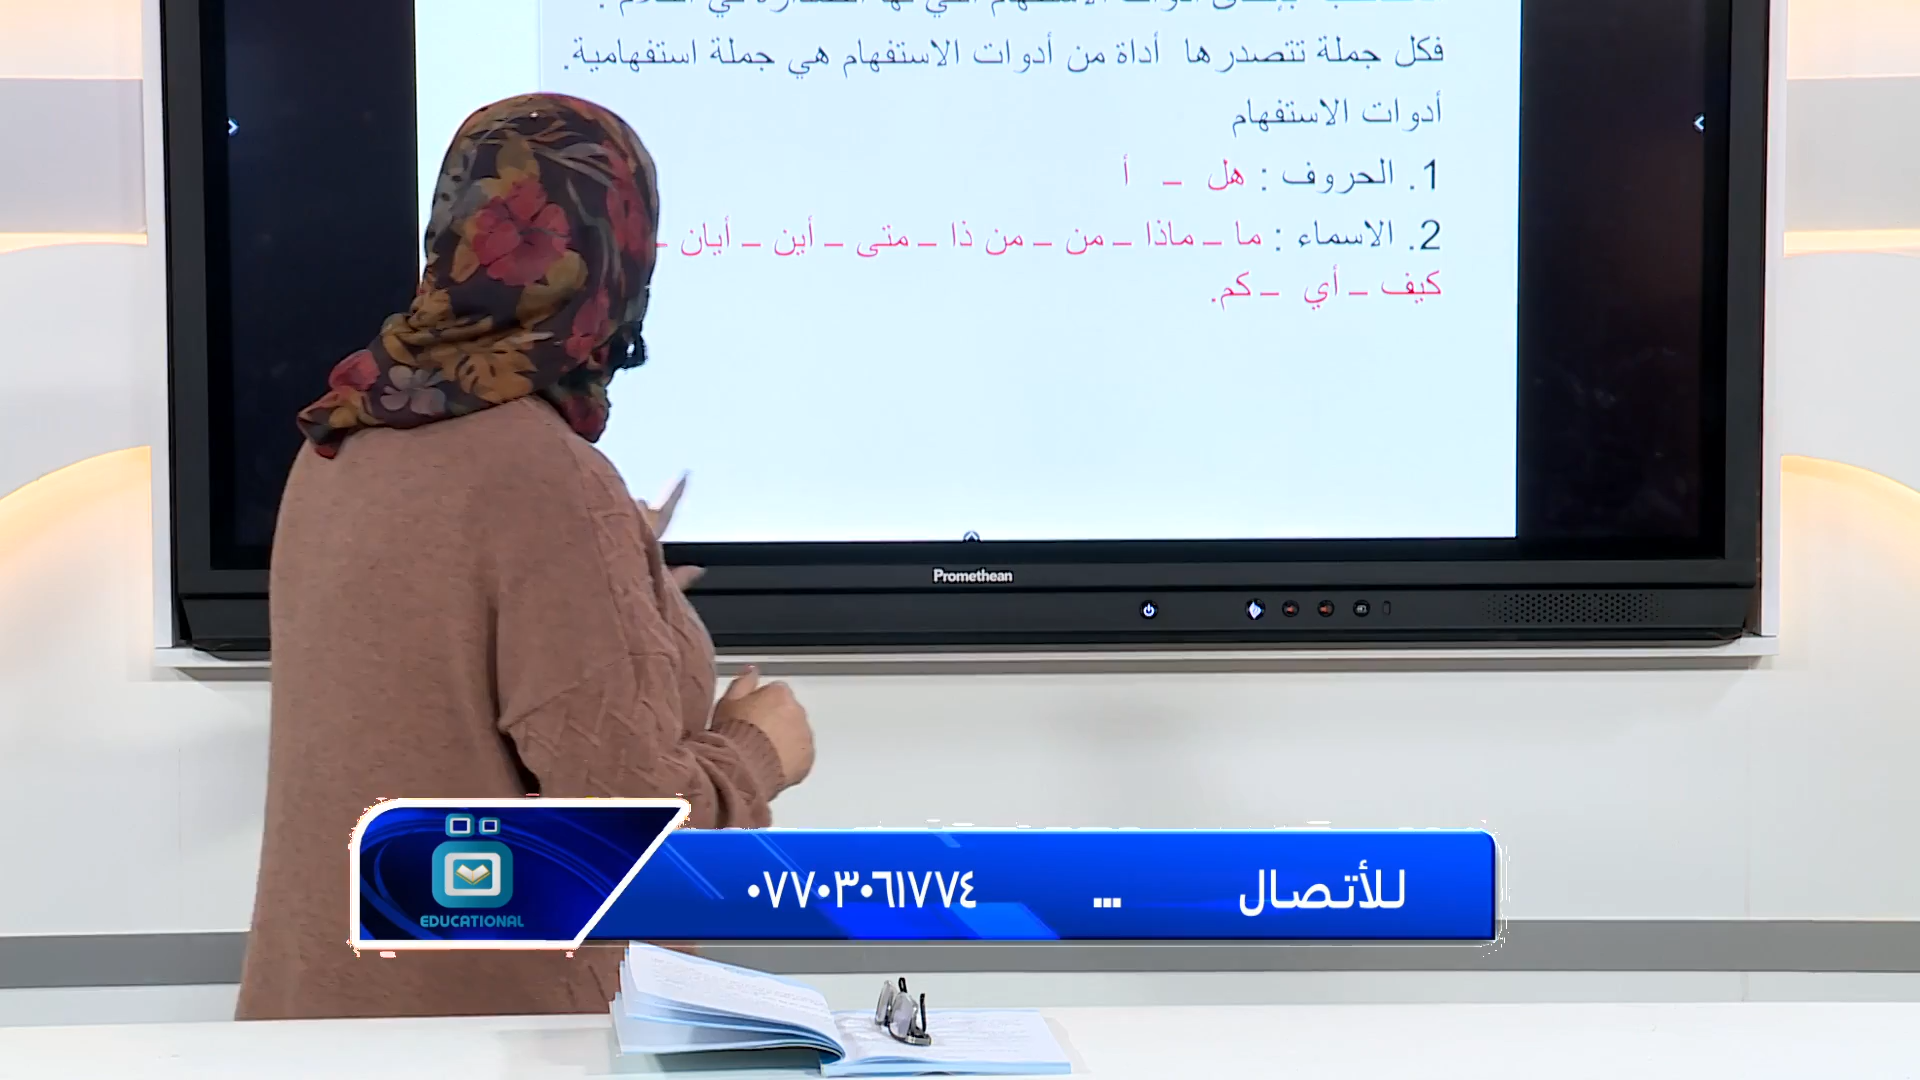 فكل جملة تتصدرها أداة من أدوات الاستفهام هي جملة استفهامية.
أدوات الاستفهام
1. الحروف : هل – أ
2. الاسماء : ما – ماذا – من – من ذا – متى – أين – أيان –
كيف – أي – كم.
Promethean
للأتصال ... ٠٧٧٠٣٠٦١٧٧٤
EDUCATIONAL